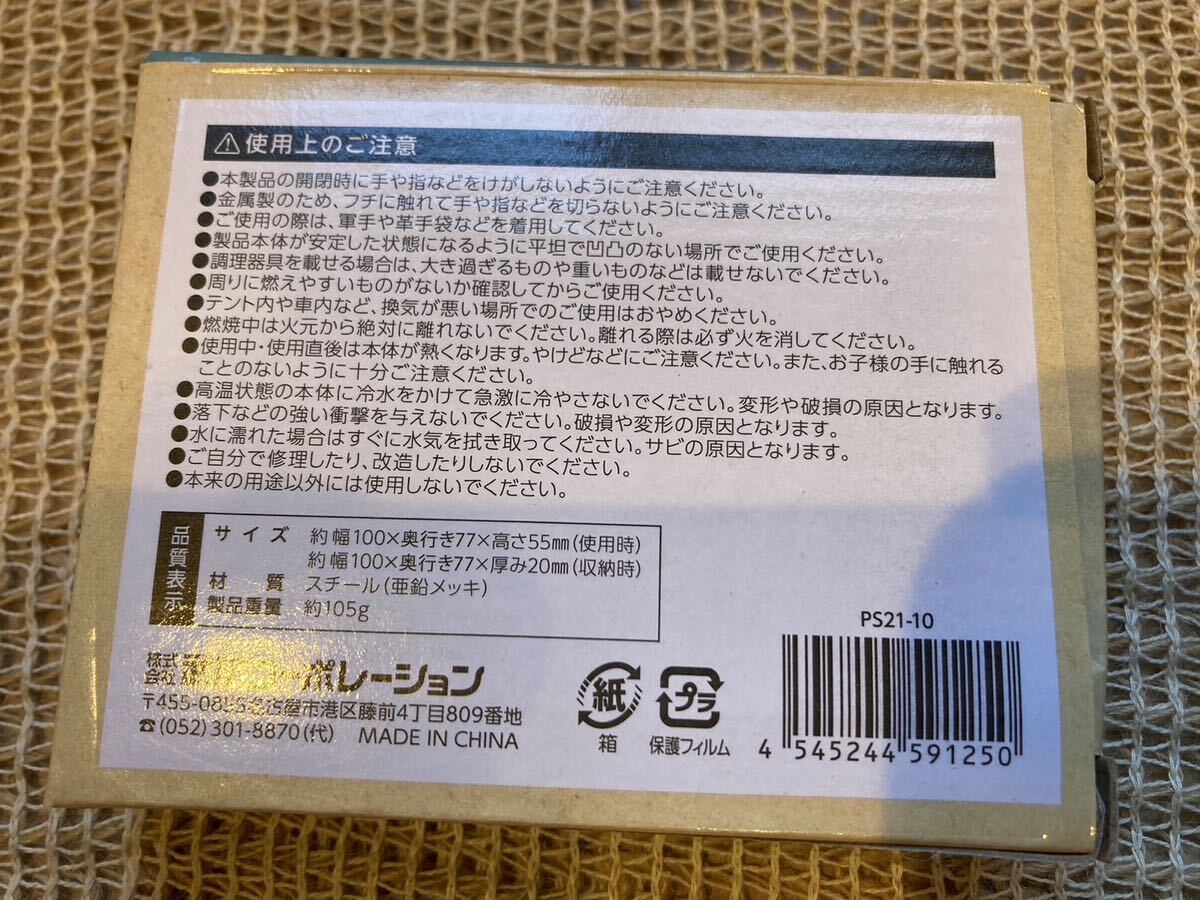 ⚠使用上のご注意
●本製品の開閉時に手や指などをけがしないようにご注意ください。
●金属製のため、フチに触れて手や指などを切らないようにご注意ください。
●ご使用の際は、軍手や革手袋などを着用してください。
●製品本体が安定した状態になるように平坦で凹凸のない場所でご使用ください。
●調理器具を載せる場合は、大き過ぎるものや重いものなどは載せないでください。
●周りに燃えやすいものがないか確認してからご使用ください。
●テント内や車内など、換気が悪い場所でのご使用はおやめください。
●燃焼中は火元から絶対に離れないでください。離れる際は必ず火を消してください。
●使用中・使用直後は本体が熱くなります。やけどなどにご注意ください。また、お子様の手に触れる
ことのないように十分ご注意ください。
●高温状態の本体に冷水をかけて急激に冷やさないでください。変形や破損の原因となります。
●落下などの強い衝撃を与えないでください。破損や変形の原因となります。
●水に濡れた場合はすぐに水気を拭き取ってください。サビの原因となります。
●ご自分で修理したり、改造したりしないでください。
●本来の用途以外には使用しないでください。
品質表示
サイズ 約幅100×奥行き77×高さ55㎜(使用時)
約幅100×奥行き77×厚み20㎜(収納時)
材質 スチール(亜鉛メッキ)
製品重量 約105g
株式会社 ーポレーション
〒455-085 古屋市港区藤前4丁目809番地
☎(052)301-8870(代) MADE IN CHINA
紙
箱
プラ
保護フィルム
PS21-10
4 545244 591250